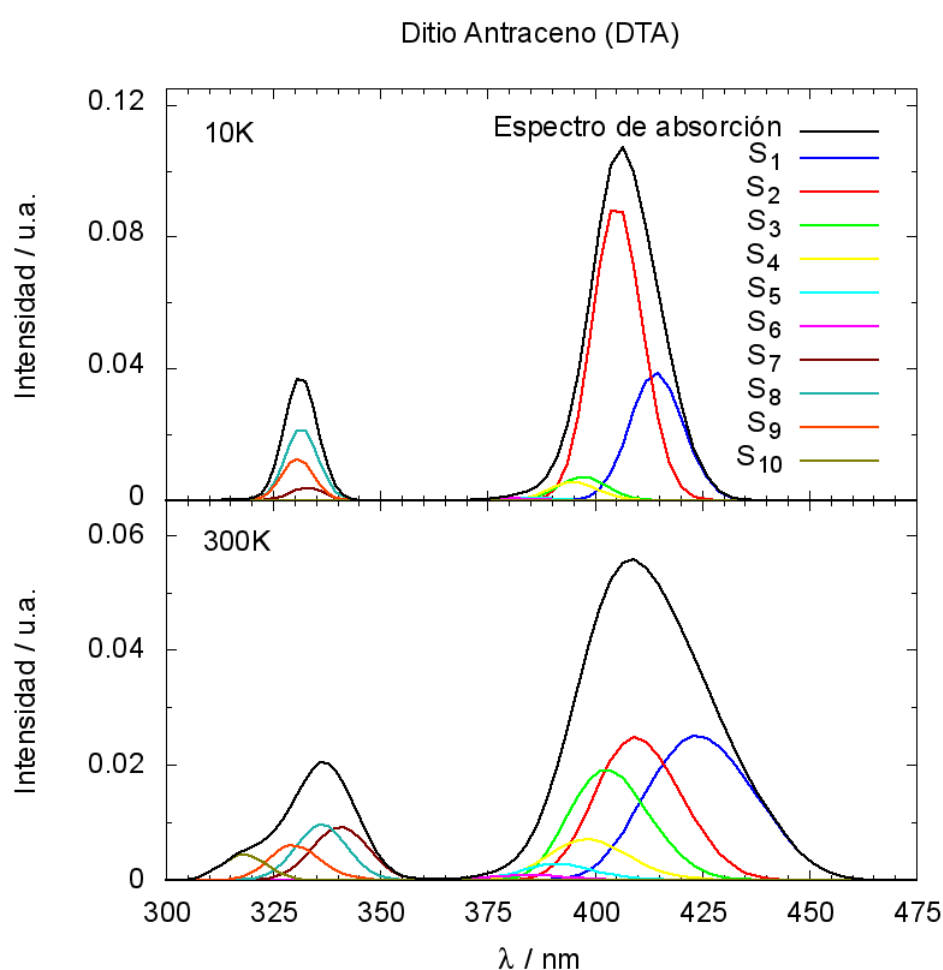 Ditio Antraceno (DTA)
0.12
10K
Espectro de absorción
S1
S2
0.08
S3
S4
S5
Intensidad / u.a.
S6
0.04
S7
S8
S9
S10
0
300K
0.06
0.04
Intensidad / u.a.
0.02
0
300 325 350 375 400 425 450 475
λ / nm